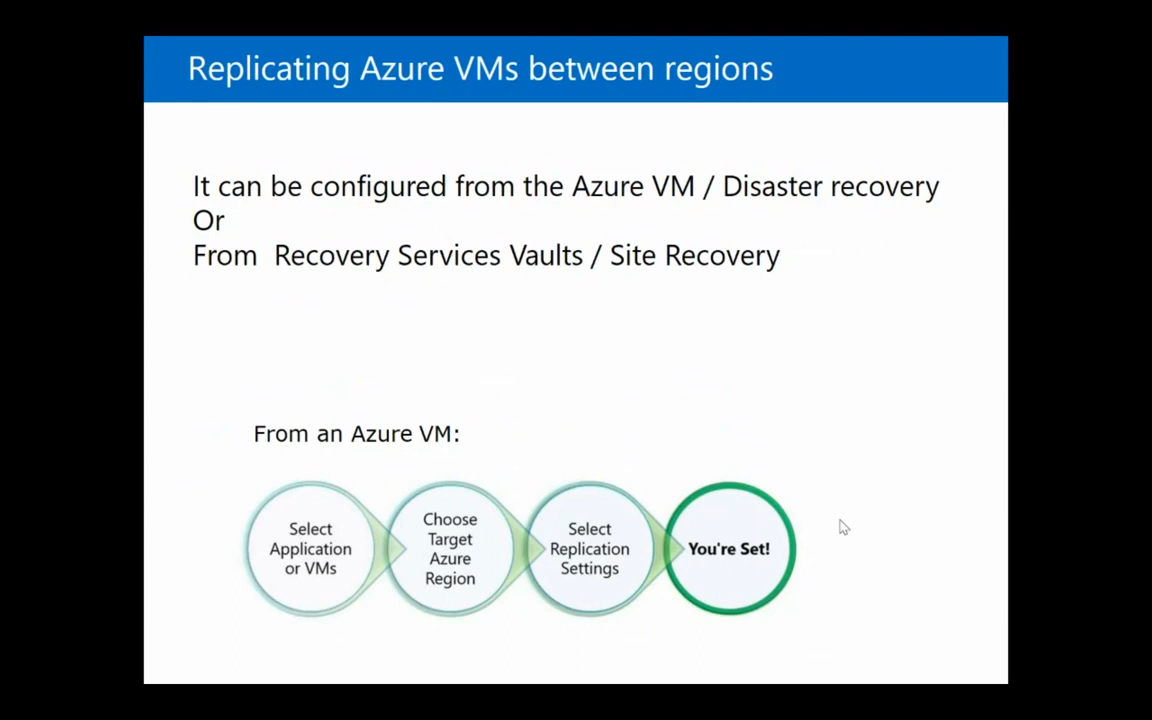 Replicating Azure VMs between regions
It can be configured from the Azure VM / Disaster recovery
Or
From  Recovery Services Vaults / Site Recovery
From an Azure VM:
Select
Application
or VMs
Choose
Target
Azure
Region
Select
Replication
Settings
You're Set!